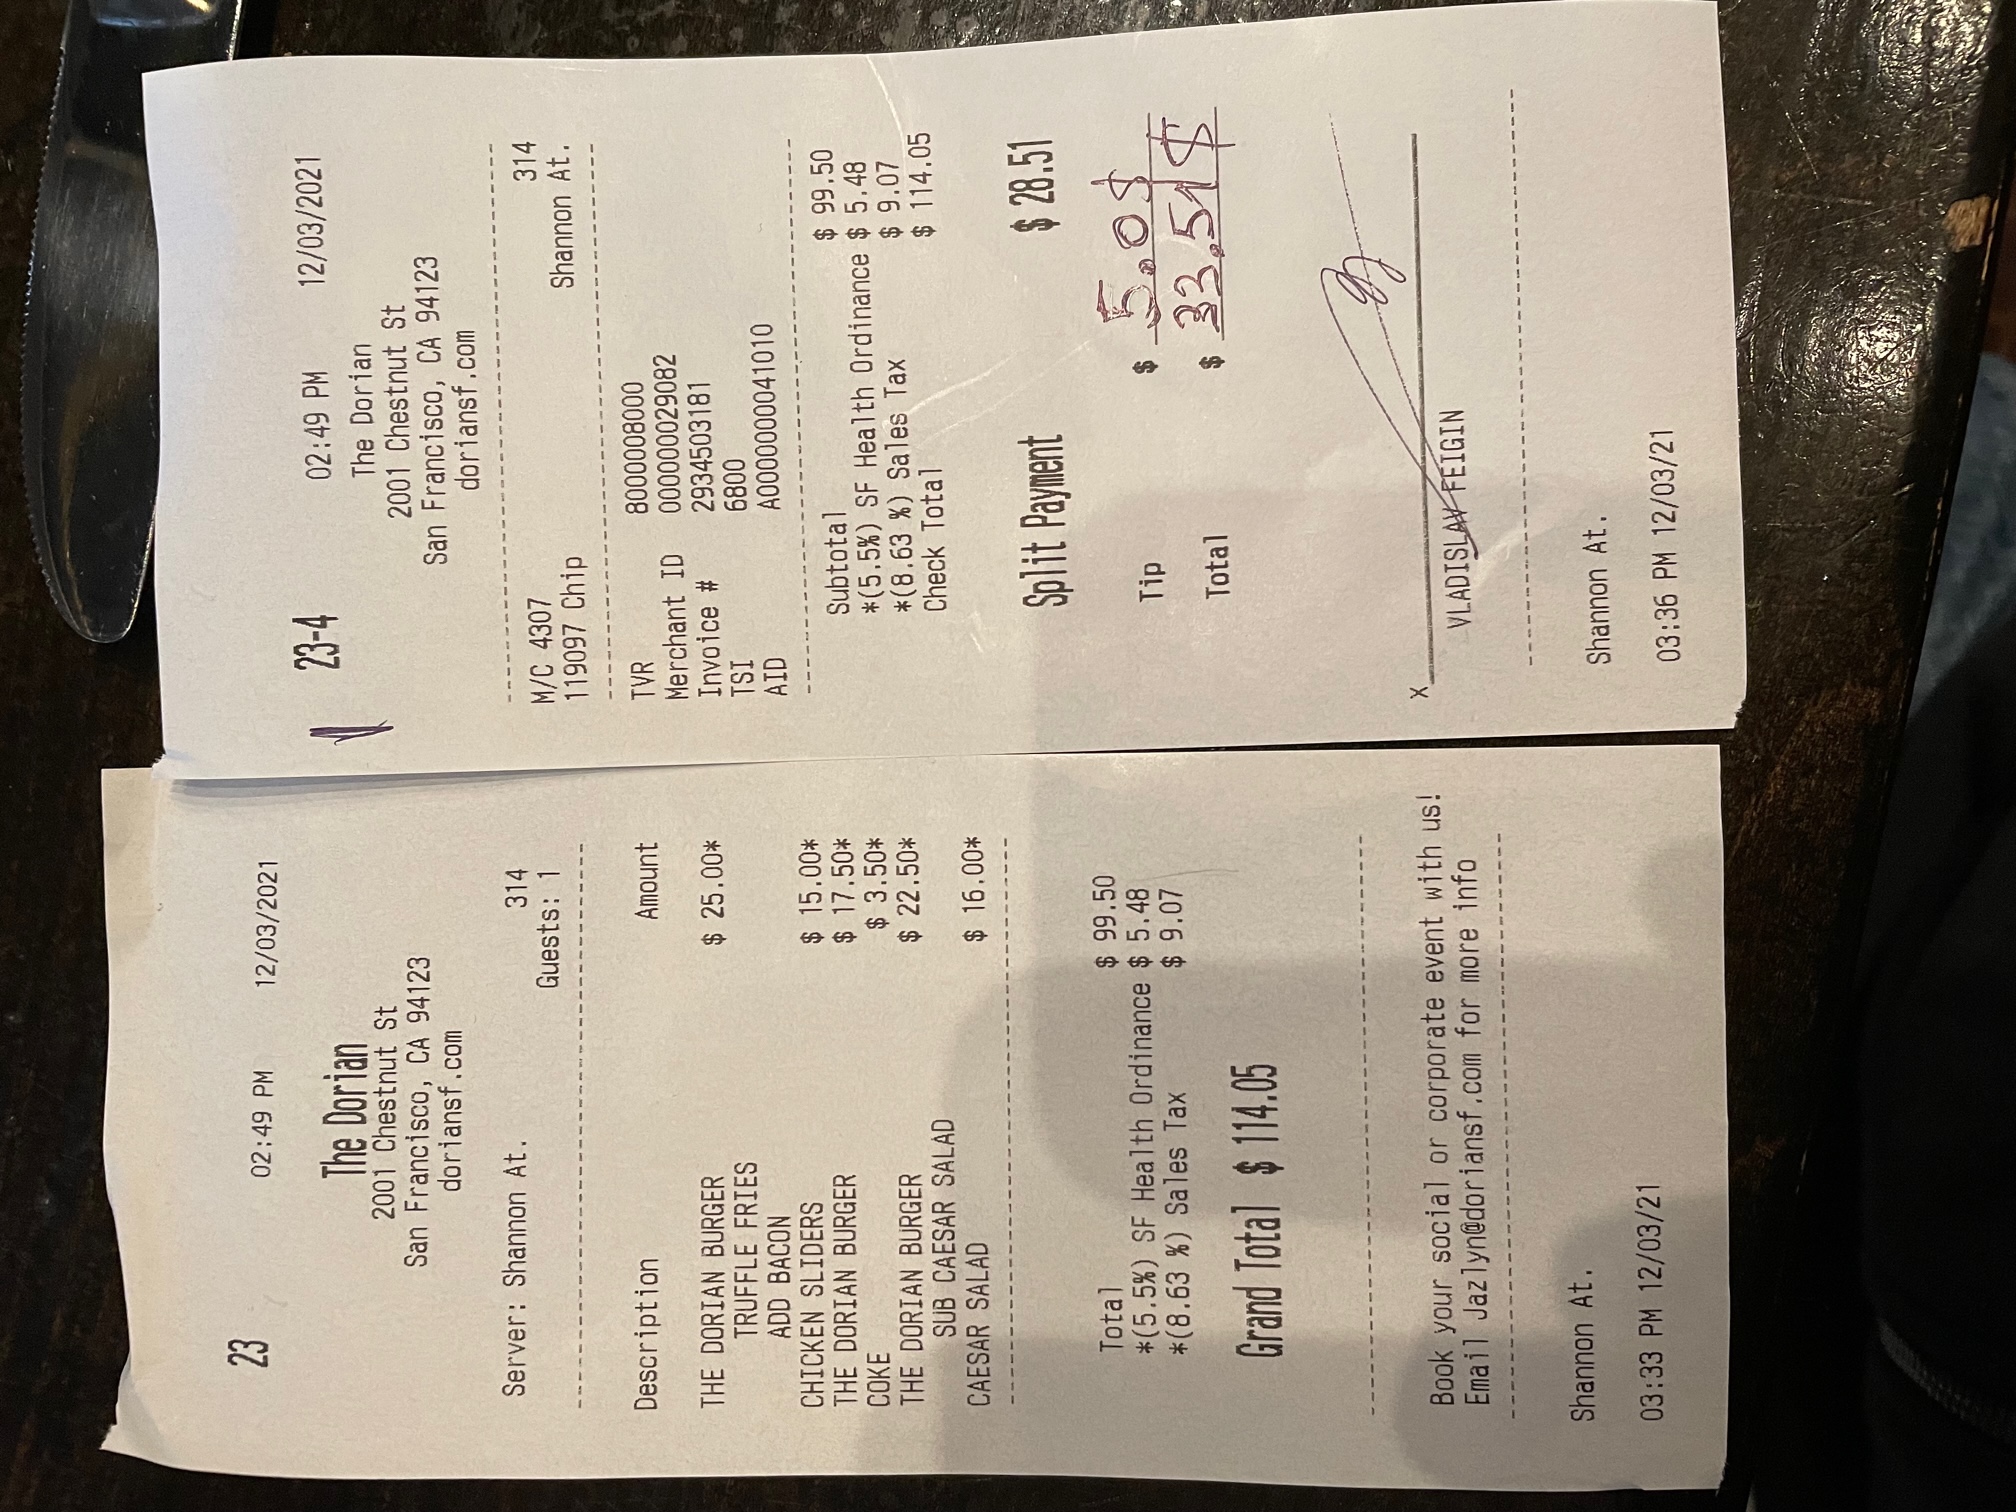 23 02:49 PM 12/03/2021
The Dorian
2001 Chestnut St
San Francisco, CA 94123
doriansf.com
Server: Shannon At. 314
Guests: 1
Description Amount
THE DORIAN BURGER $ 25.00*
TRUFFLE FRIES
ADD BACON
CHICKEN SLIDERS $ 15.00*
THE DORIAN BURGER $ 17.50*
COKE $ 3.50*
THE DORIAN BURGER $ 22.50*
SUB CAESAR SALAD
CAESAR SALAD $ 16.00*
Total $ 99.50
*(5.5%) SF Health Ordinance $ 5.48
*(8.63 %) Sales Tax $ 9.07
Grand Total $ 114.05
Book your social or corporate event with us!
Email Jazlyn@doriansf.com for more info
Shannon At.
03:33 PM 12/03/21
23-4 02:49 PM 12/03/2021
The Dorian
2001 Chestnut St
San Francisco, CA 94123
doriansf.com
M/C 4307 314
119097 Chip Shannon At.
TVR 8000008000
Merchant ID 000000029082
Invoice # 2934503181
TSI 6800
AID A0000000041010
Subtotal $ 99.50
*(5.5%) SF Health Ordinance $ 5.48
*(8.63 %) Sales Tax $ 9.07
Check Total $ 114.05
Split Payment $ 28.51
Tip $ 5.0$
Total $ 33.51$
X
VLADISLAV FEIGIN
Shannon At.
03:36 PM 12/03/21